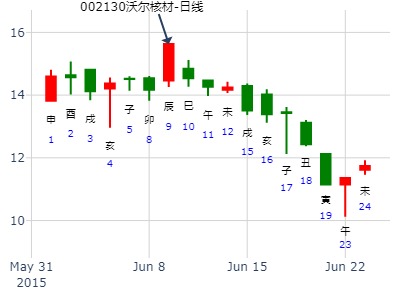 002130沃尔核材-日线
16
14
12
10
申
1
酉
2
戌
3
亥
4
子
5
卯
8
辰
9
巳
10
午
11
未
12
戌
15
亥
16
子
17
丑
18
寅
19
午
23
未
24
May 31
2015
Jun 8
Jun 15
Jun 22